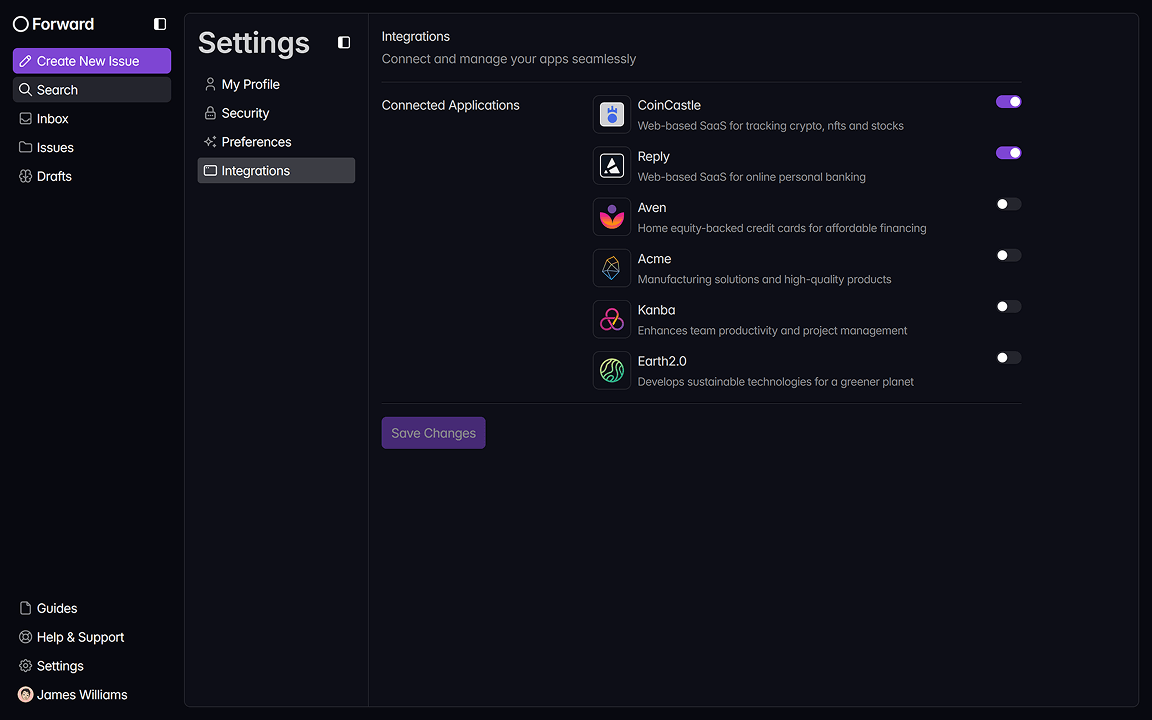 Forward
Create New Issue
Search
Inbox
Issues
Drafts
Guides
Help & Support
Settings
James Williams
Settings
My Profile
Security
Preferences
Integrations
Integrations
Connect and manage your apps seamlessly
Connected Applications
CoinCastle
Web-based SaaS for tracking crypto, nfts and stocks
Reply
Web-based SaaS for online personal banking
Aven
Home equity-backed credit cards for affordable financing
Acme
Manufacturing solutions and high-quality products
Kanba
Enhances team productivity and project management
Earth2.0
Develops sustainable technologies for a greener planet
Save Changes